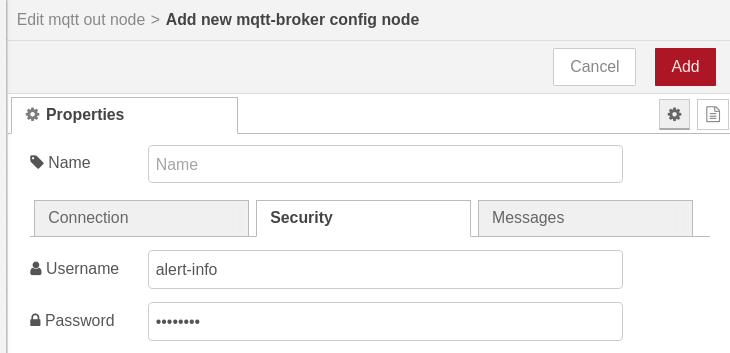 Edit mqtt out node > Add new mqtt-broker config node
Cancel Add
Properties
Name Name
Connection Security Messages
Username alert-info
Password ••••••••